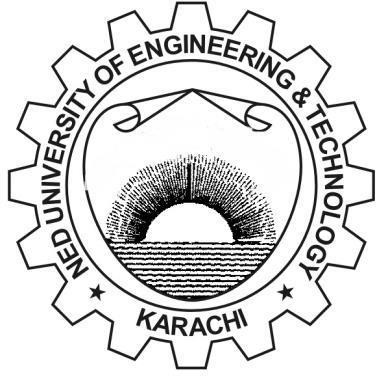 NED UNIVERSITY OF ENGINEERING & TECHNOLOGY
KARACHI